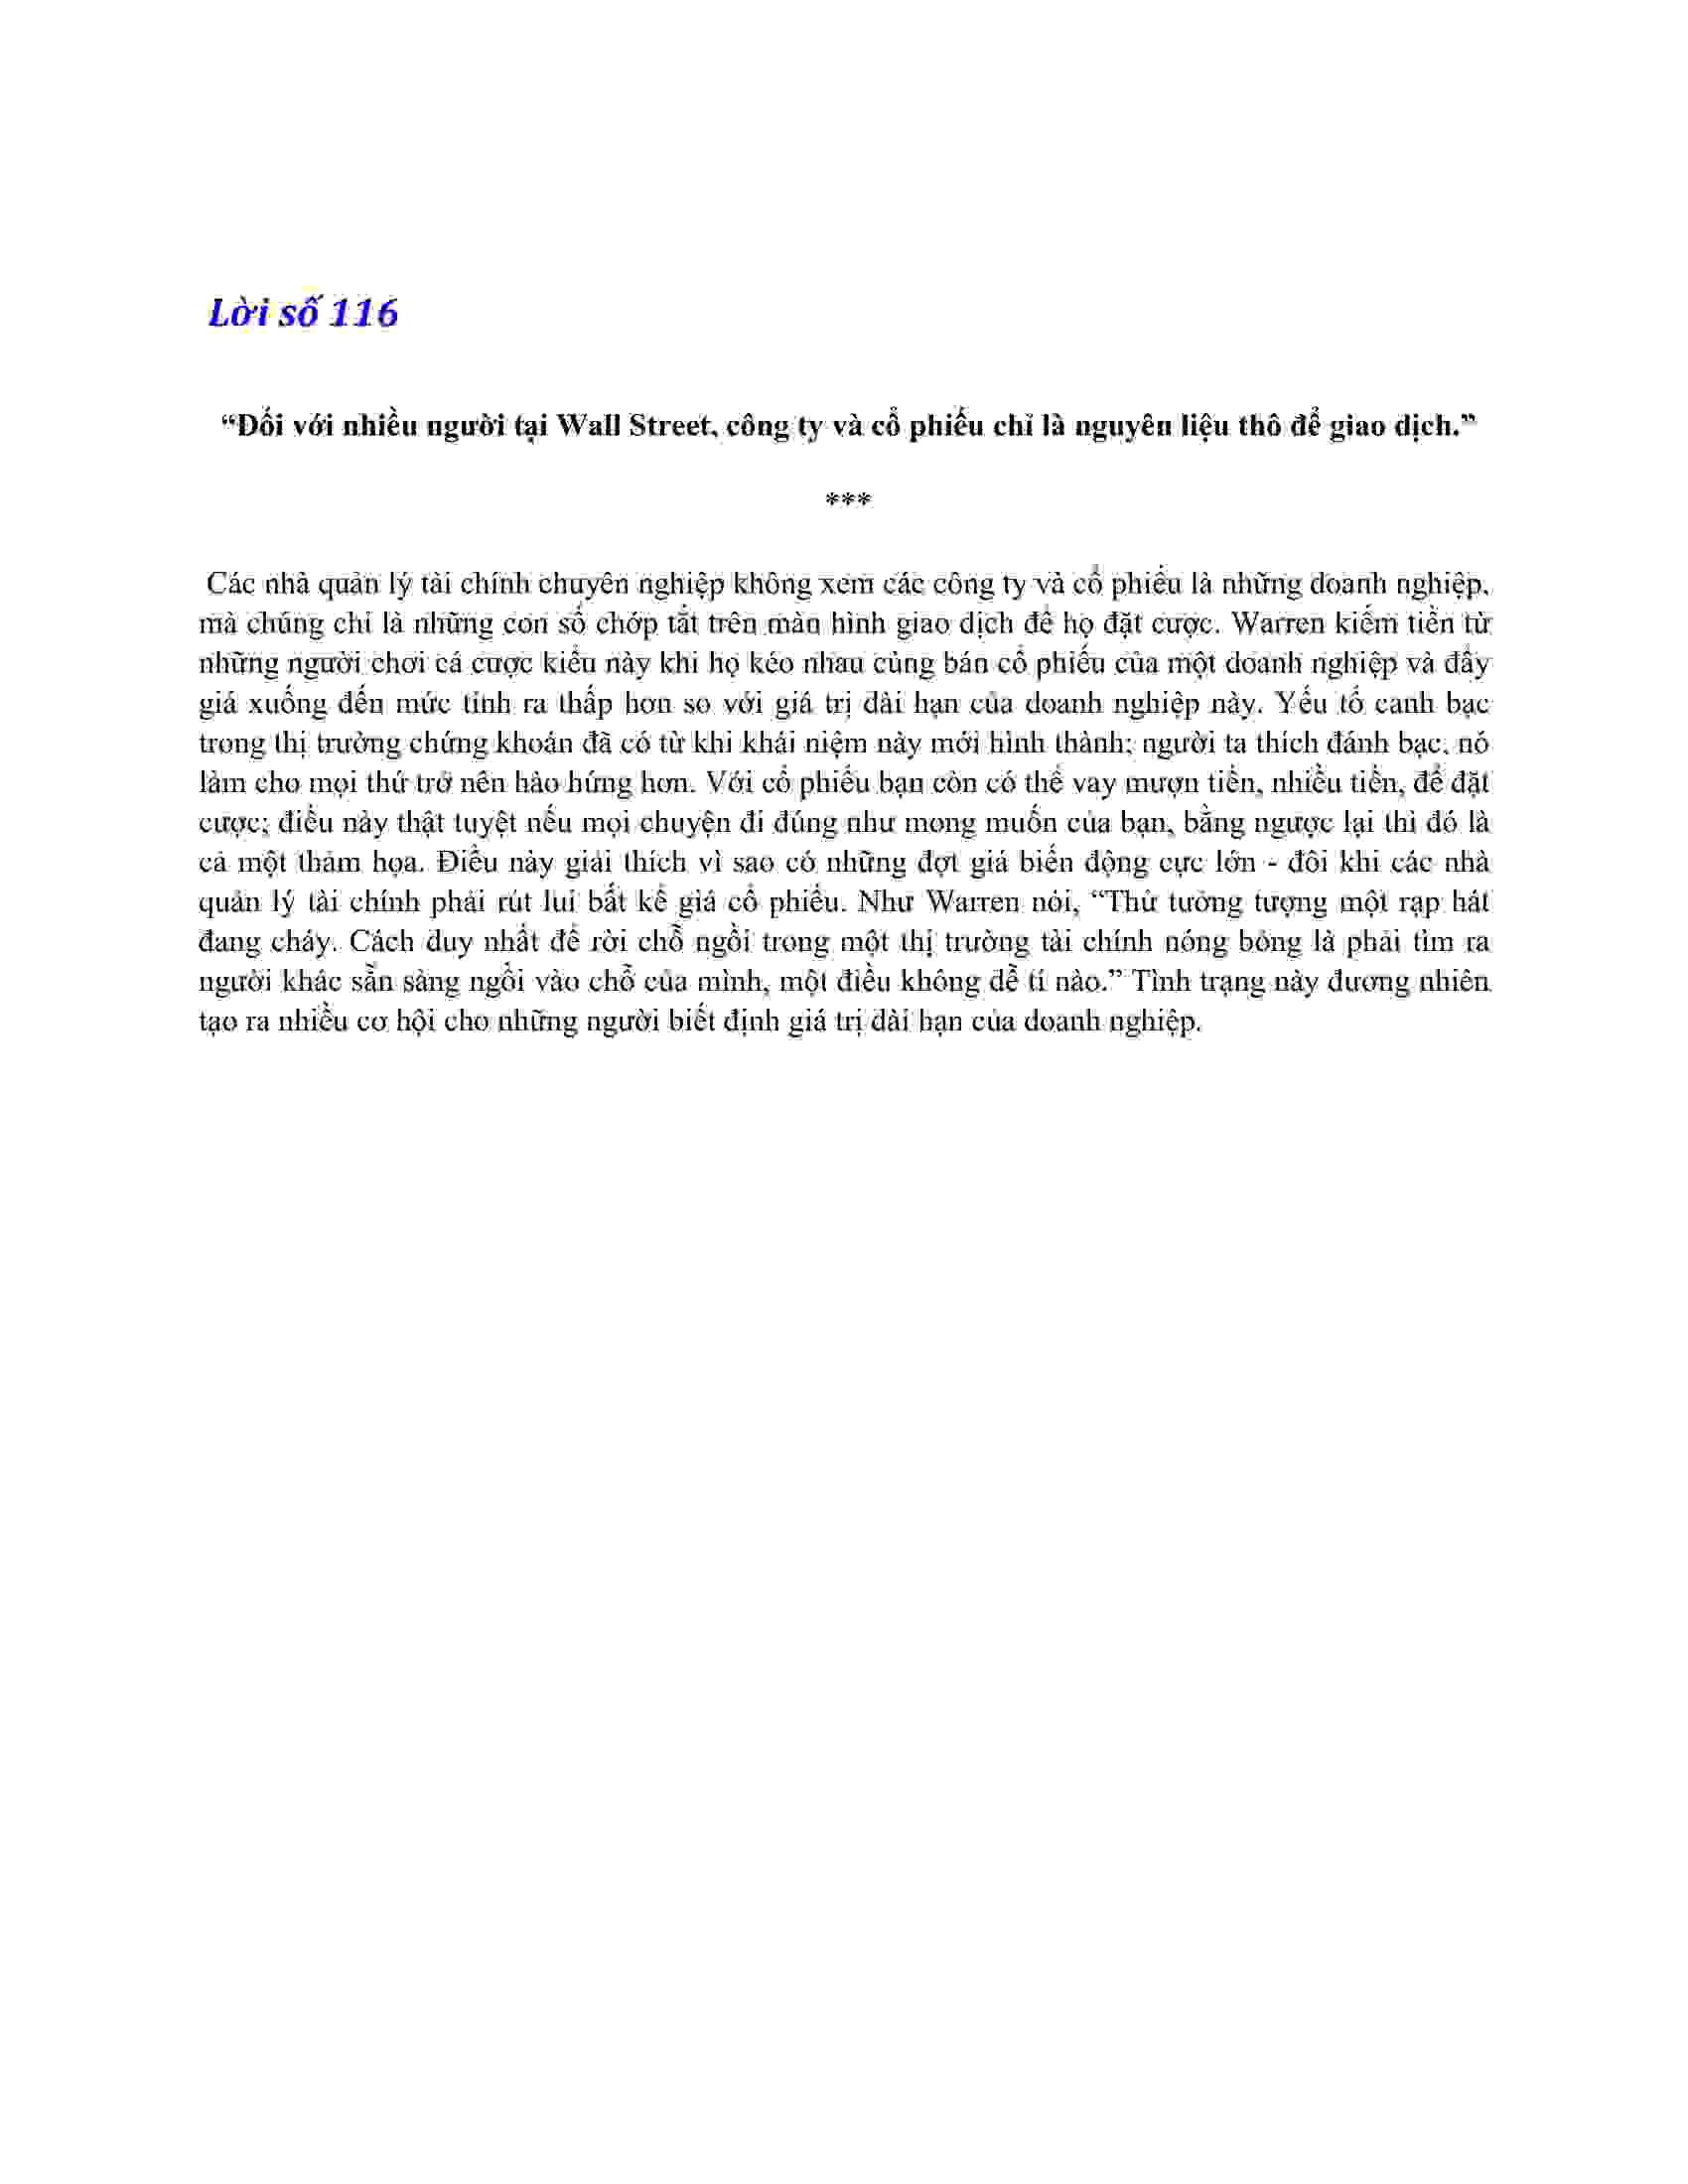 Lời số 116
“Đối với nhiều người tại Wall Street, công ty và cổ phiếu chỉ là nguyên liệu thô để giao dịch.”
***
Các nhà quản lý tài chính chuyên nghiệp không xem các công ty và cổ phiếu là những doanh nghiệp,
mà chúng chỉ là những con số chớp tắt trên màn hình giao dịch để họ đặt cược. Warren kiếm tiền từ
những người chơi cá cược kiểu này khi họ kéo nhau cùng bán cổ phiếu của một doanh nghiệp và đẩy
giá xuống đến mức tính ra thấp hơn so với giá trị dài hạn của doanh nghiệp này. Yếu tố canh bạc
trong thị trường chứng khoán đã có từ khi khái niệm này mới hình thành; người ta thích đánh bạc, nó
làm cho mọi thứ trở nên hào hứng hơn. Với cổ phiếu bạn còn có thể vay mượn tiền, nhiều tiền, để đặt
cược; điều này thật tuyệt nếu mọi chuyện đi đúng như mong muốn của bạn, bằng ngược lại thì đó là
cả một thảm họa. Điều này giải thích vì sao có những đợt giá biến động cực lớn - đôi khi các nhà
quản lý tài chính phải rút lui bất kể giá cổ phiếu. Như Warren nói, “Thử tưởng tượng một rạp hát
đang cháy. Cách duy nhất để rời chỗ ngồi trong một thị trường tài chính nóng bỏng là phải tìm ra
người khác sẵn sàng ngồi vào chỗ của mình, một điều không dễ tí nào.” Tình trạng này đương nhiên
tạo ra nhiều cơ hội cho những người biết định giá trị dài hạn của doanh nghiệp.